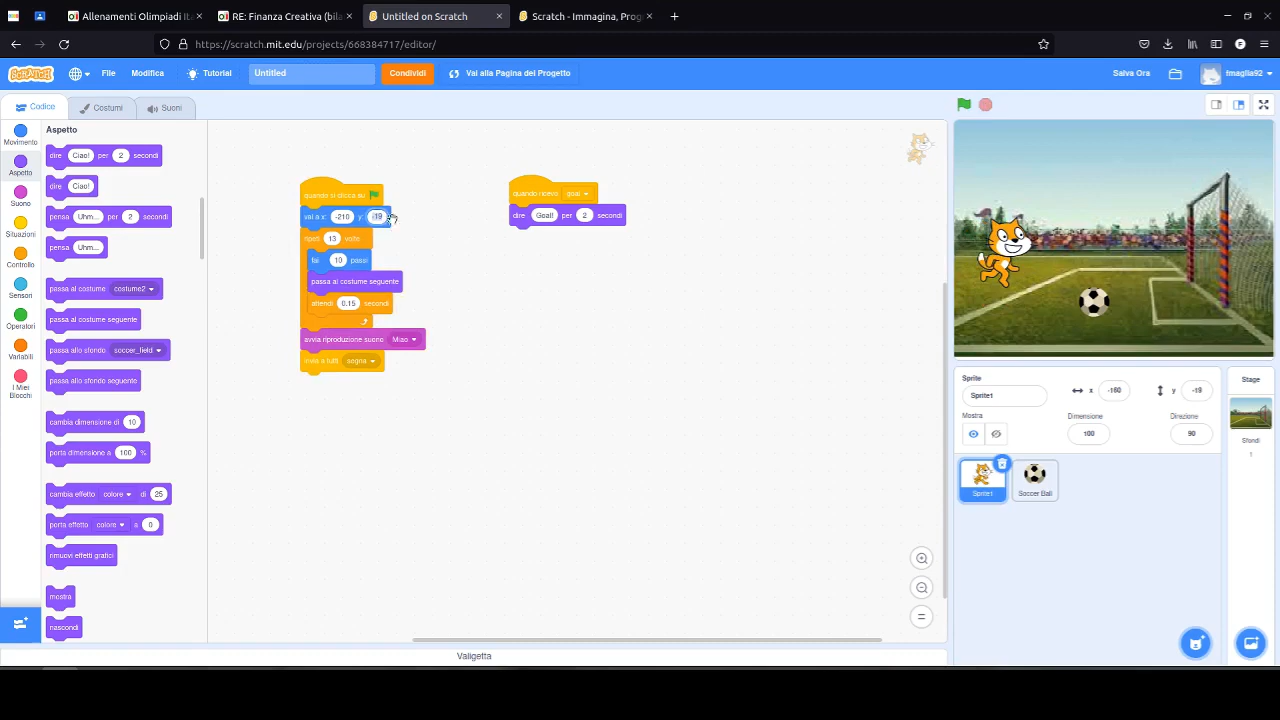 Allenamenti Olimpiadi Ita
RE: Finanza Creativa (bila
Untitled on Scratch
Scratch - Immagina, Prog
https://scratch.mit.edu/projects/668384717/editor/
SCRATCH
File
Modifica
Tutorial
Untitled
Condividi
Vai alla Pagina del Progetto
Salva Ora
fmaglia92
Codice
Costumi
Suoni
Movimento
Aspetto
Suono
Situazioni
Controllo
Sensori
Operatori
Variabili
I Miei Blocchi
Aspetto
dire Ciao! per 2 secondi
dire Ciao!
pensa Uhm... per 2 secondi
pensa Uhm...
passa al costume costume2
passa al costume seguente
passa allo sfondo soccer_field
passa allo sfondo seguente
cambia dimensione di 10
porta dimensione a 100 %
cambia effetto colore di 25
porta effetto colore a 0
rimuovi effetti grafici
mostra
nascondi
quando si clicca su
vai a x: -210 y: -19
ripeti 13 volte
fai 10 passi
passa al costume seguente
attendi 0.15 secondi
avvia riproduzione suono Miao
invia a tutti segna
quando ricevo goal
dire Goal! per 2 secondi
Sprite
Sprite1
x -160
y -19
Mostra
Dimensione
100
Direzione
90
Sprite1
Soccer Ball
Stage
Sfondi
1
Valigetta